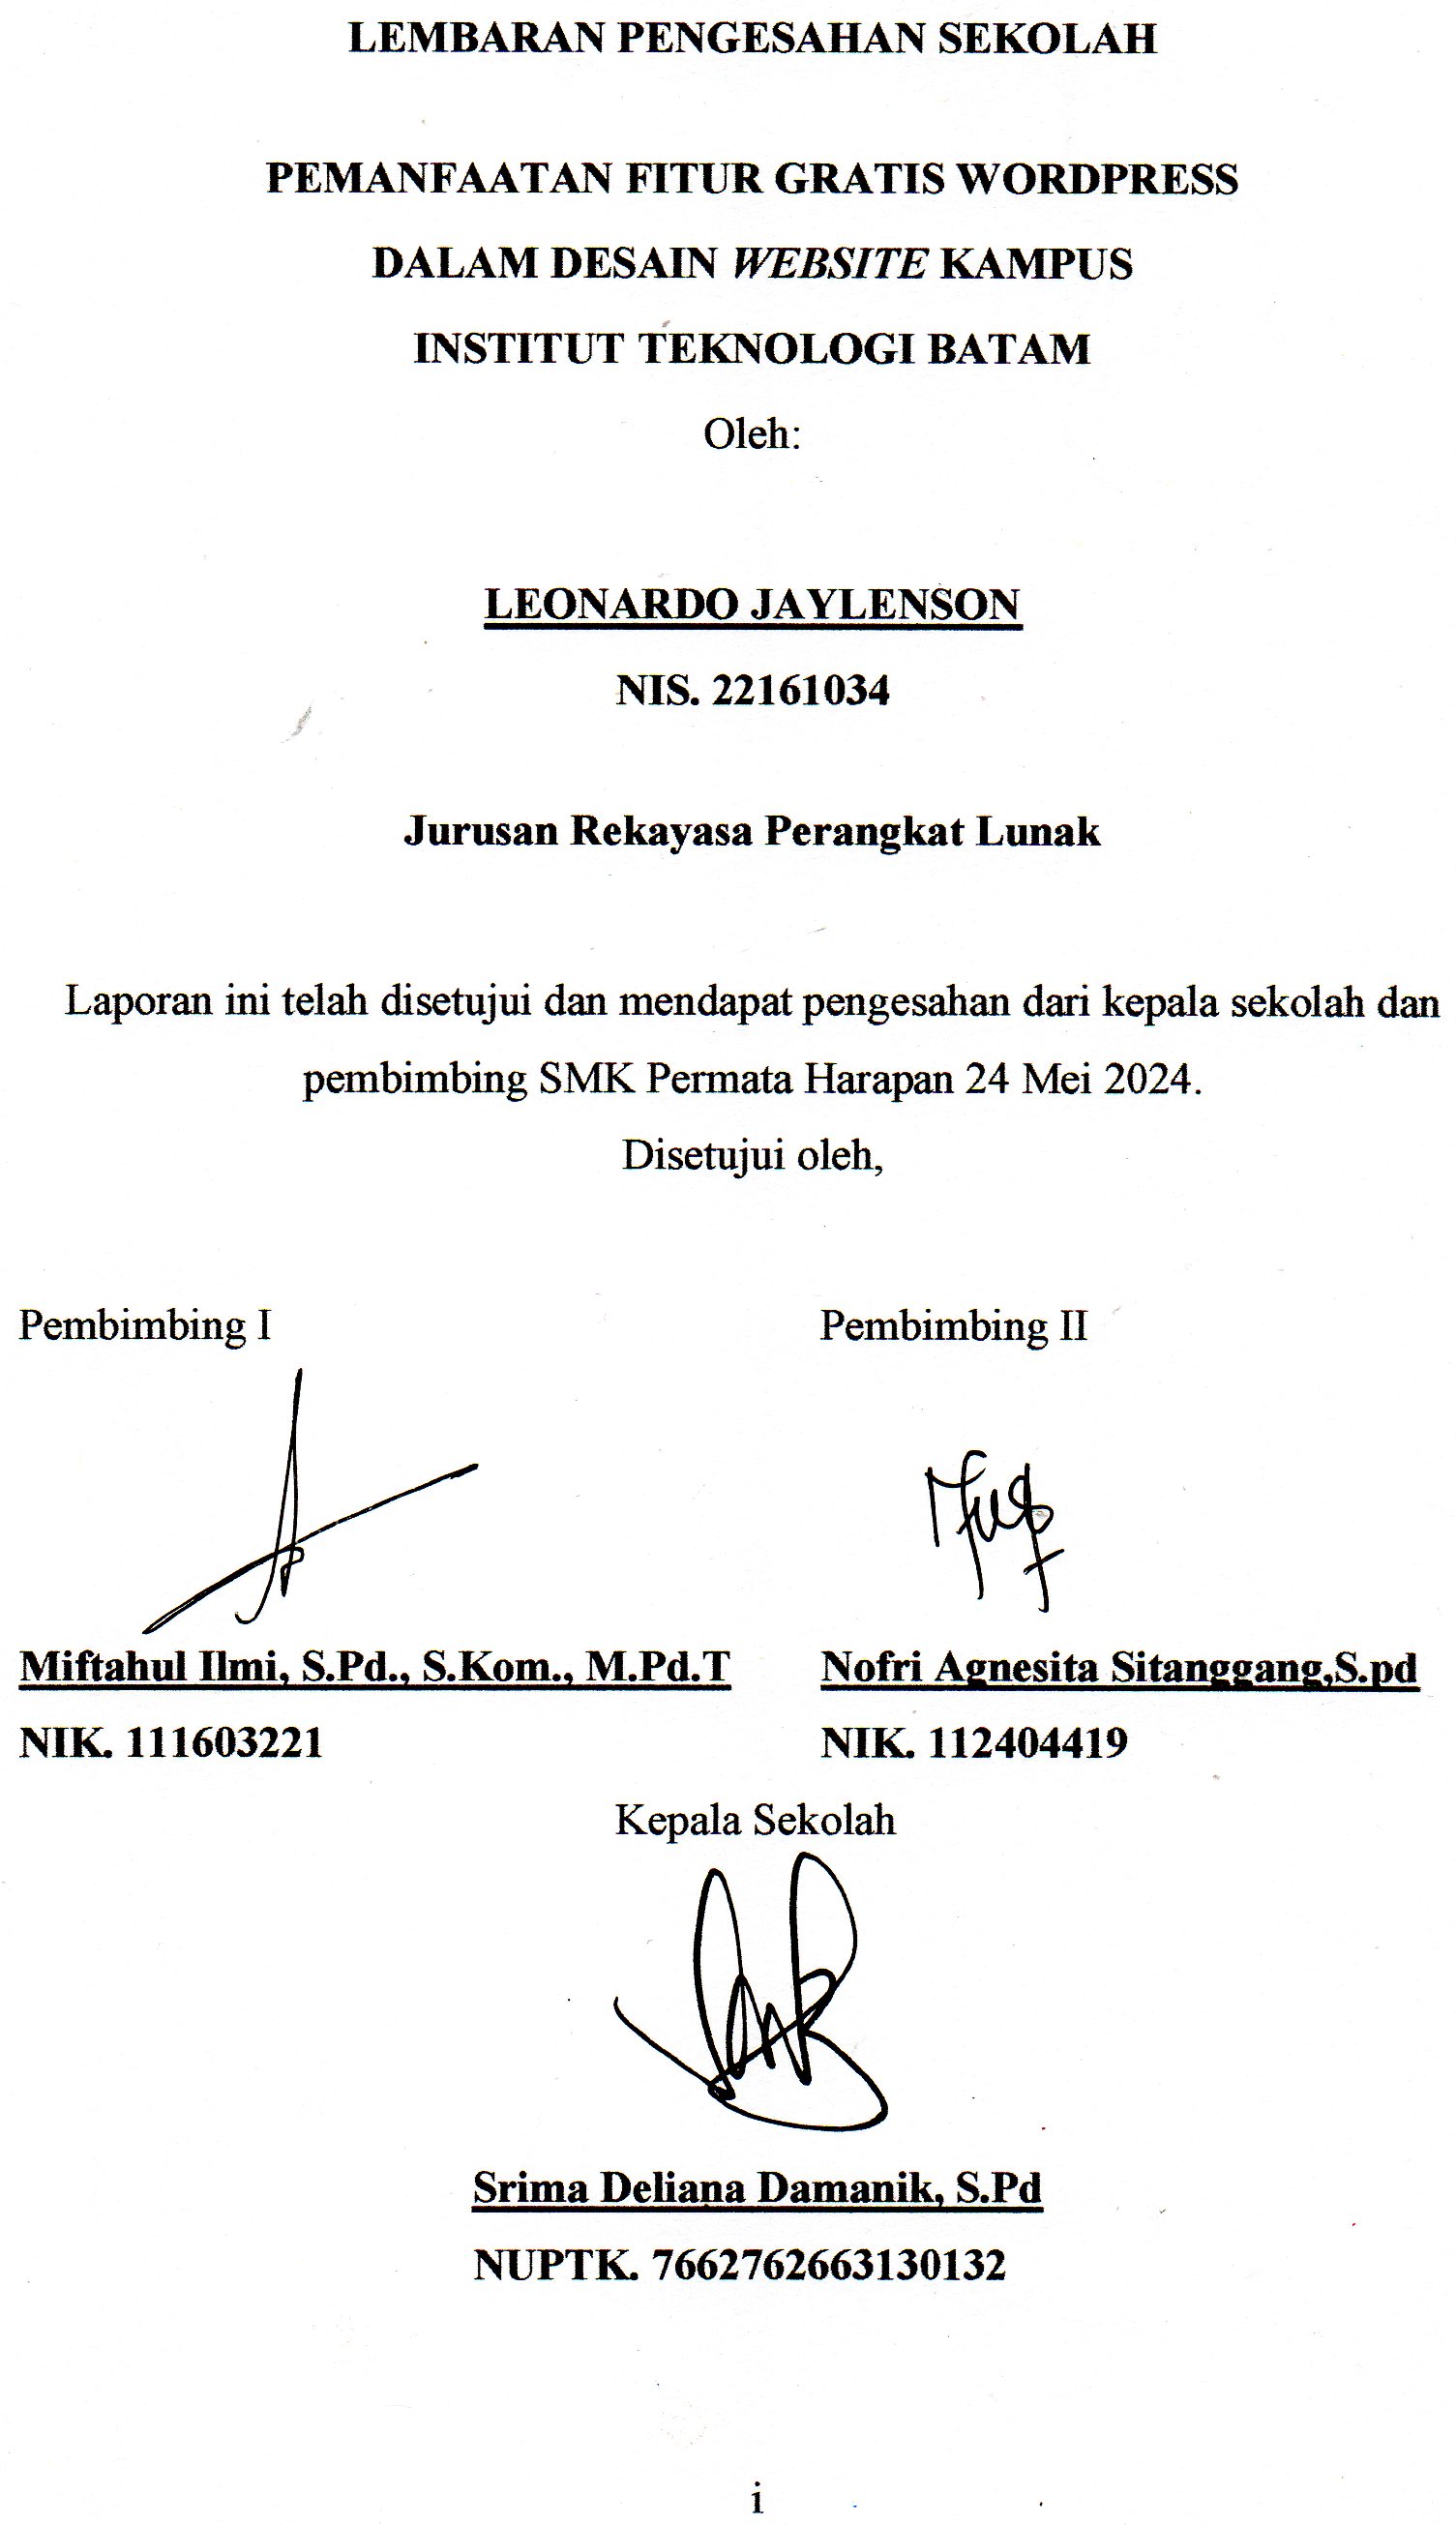 LEMBARAN PENGESAHAN SEKOLAH
PEMANFAATAN FITUR GRATIS WORDPRESS
DALAM DESAIN WEBSITE KAMPUS
INSTITUT TEKNOLOGI BATAM
Oleh:
LEONARDO JAYLENSON
NIS. 22161034
Jurusan Rekayasa Perangkat Lunak
Laporan ini telah disetujui dan mendapat pengesahan dari kepala sekolah dan
pembimbing SMK Permata Harapan 24 Mei 2024.
Disetujui oleh,
Pembimbing I
Pembimbing II
Miftahul Ilmi, S.Pd., S.Kom., M.Pd.T
Nofri Agnesita Sitanggang,S.pd
NIK. 111603221
NIK. 112404419
Kepala Sekolah
Srima Deliana Damanik, S.Pd
NUPTK. 7662762663130132
i